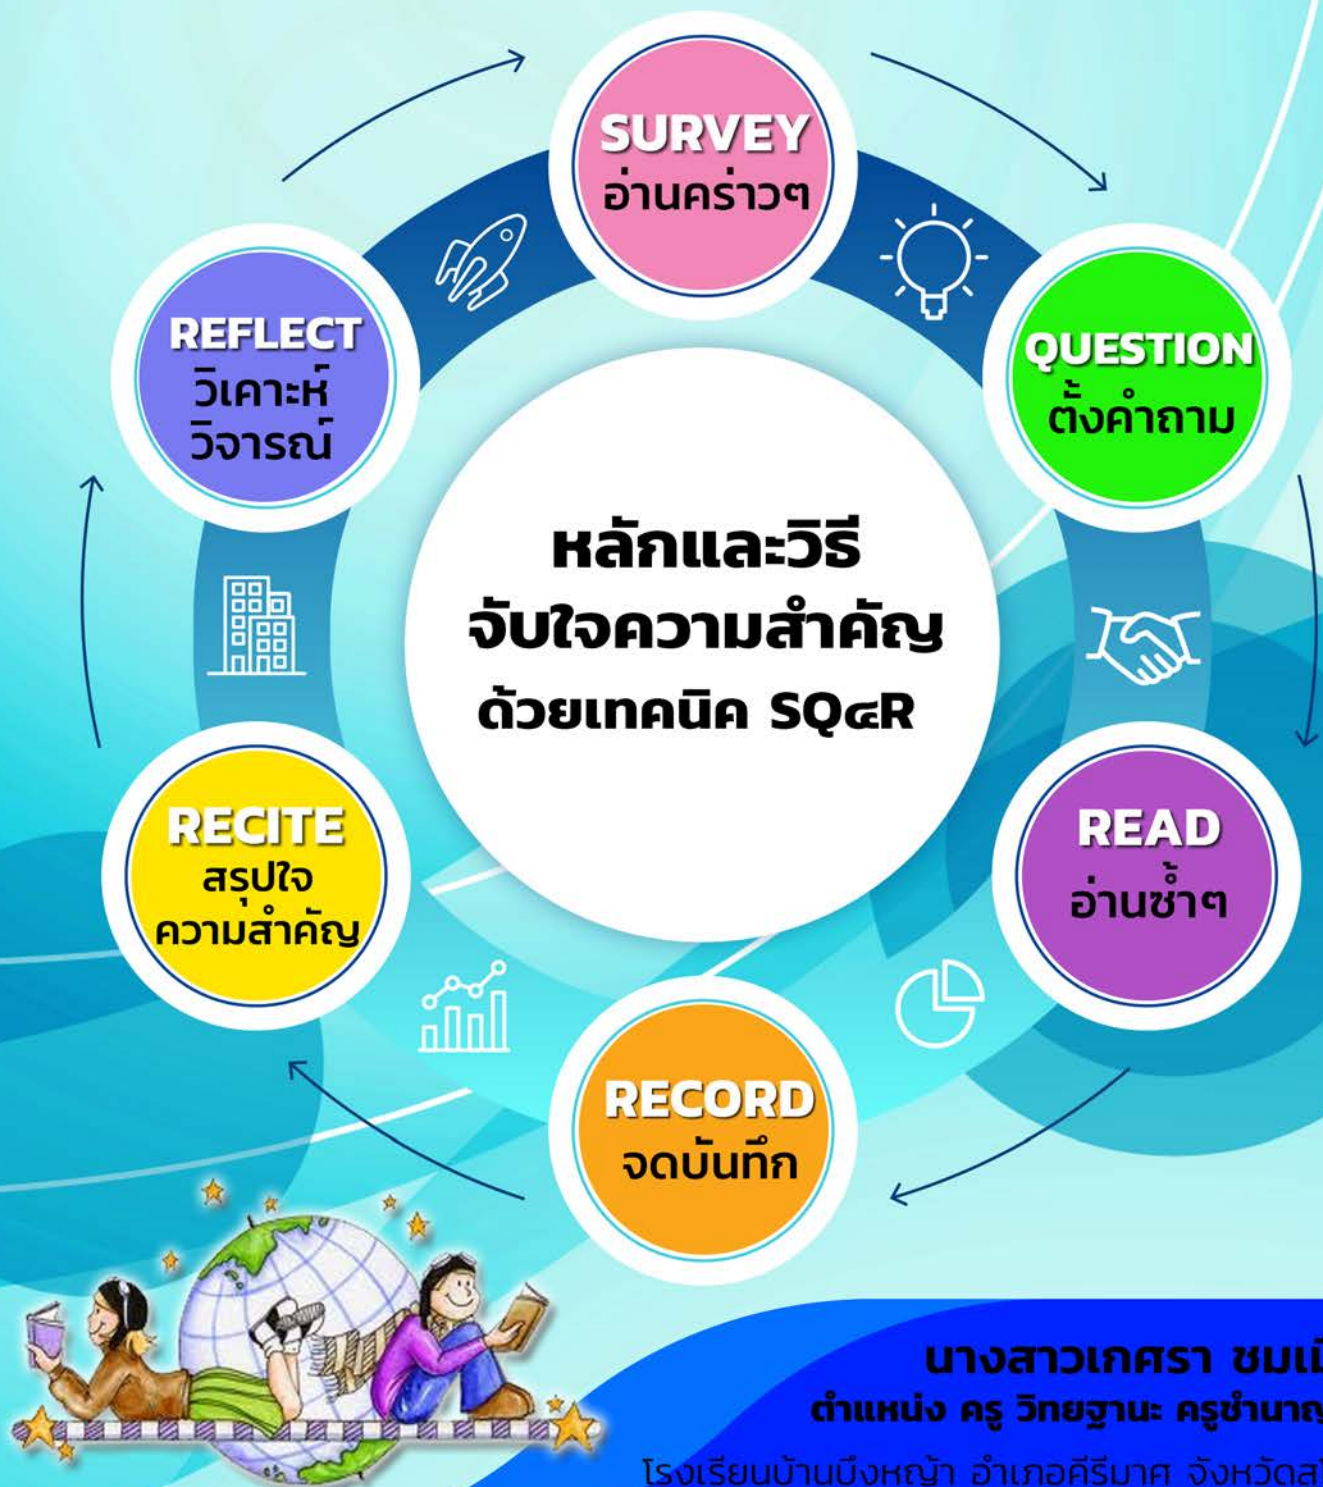 SURVEY
อ่านคร่าวๆ
QUESTION
ตั้งคำถาม
READ
อ่านซ้ำๆ
RECORD
จดบันทึก
RECITE
สรุปใจ
ความสำคัญ
REFLECT
วิเคาะห์
วิจารณ์
หลักและวิธี
จับใจความสำคัญ
ด้วยเทคนิค SQ๔R
นางสาวเกศรา
ตำแหน่ง ครู วิทยฐานะ
โรงเรียนบ้านบึงหญ้า อำเภอคีรีมาศ จังหวัด